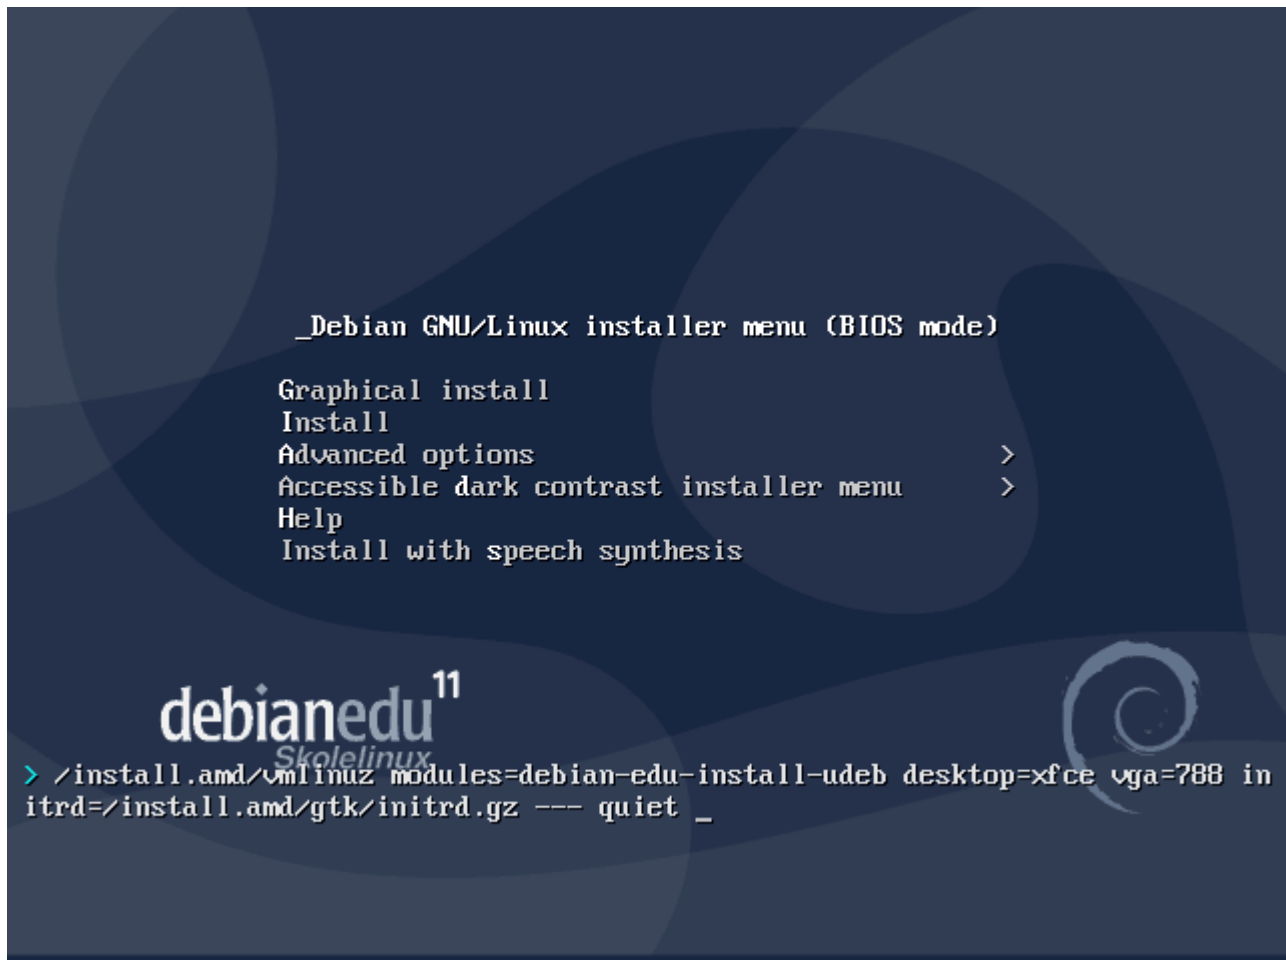 _Debian GNU/Linux installer menu (BIOS mode)
Graphical install
Install
Advanced options >
Accessible dark contrast installer menu >
Help
Install with speech synthesis
debianedu 11
Skolelinux
> /install.amd/vmlinuz modules=debian-edu-install-udeb desktop=xfce vga=788 in
itrd=/install.amd/gtk/initrd.gz --- quiet _